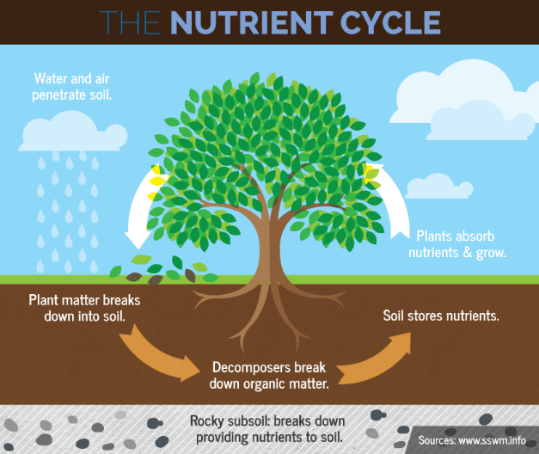 THE NUTRIENT CYCLE
Water and air
penetrate soil.
Plants absorb
nutrients & grow.
Plant matter breaks
down into soil.
Soil stores nutrients.
Decomposers break
down organic matter.
Rocky subsoil: breaks down
providing nutrients to soil.
Sources: www.sswm.info